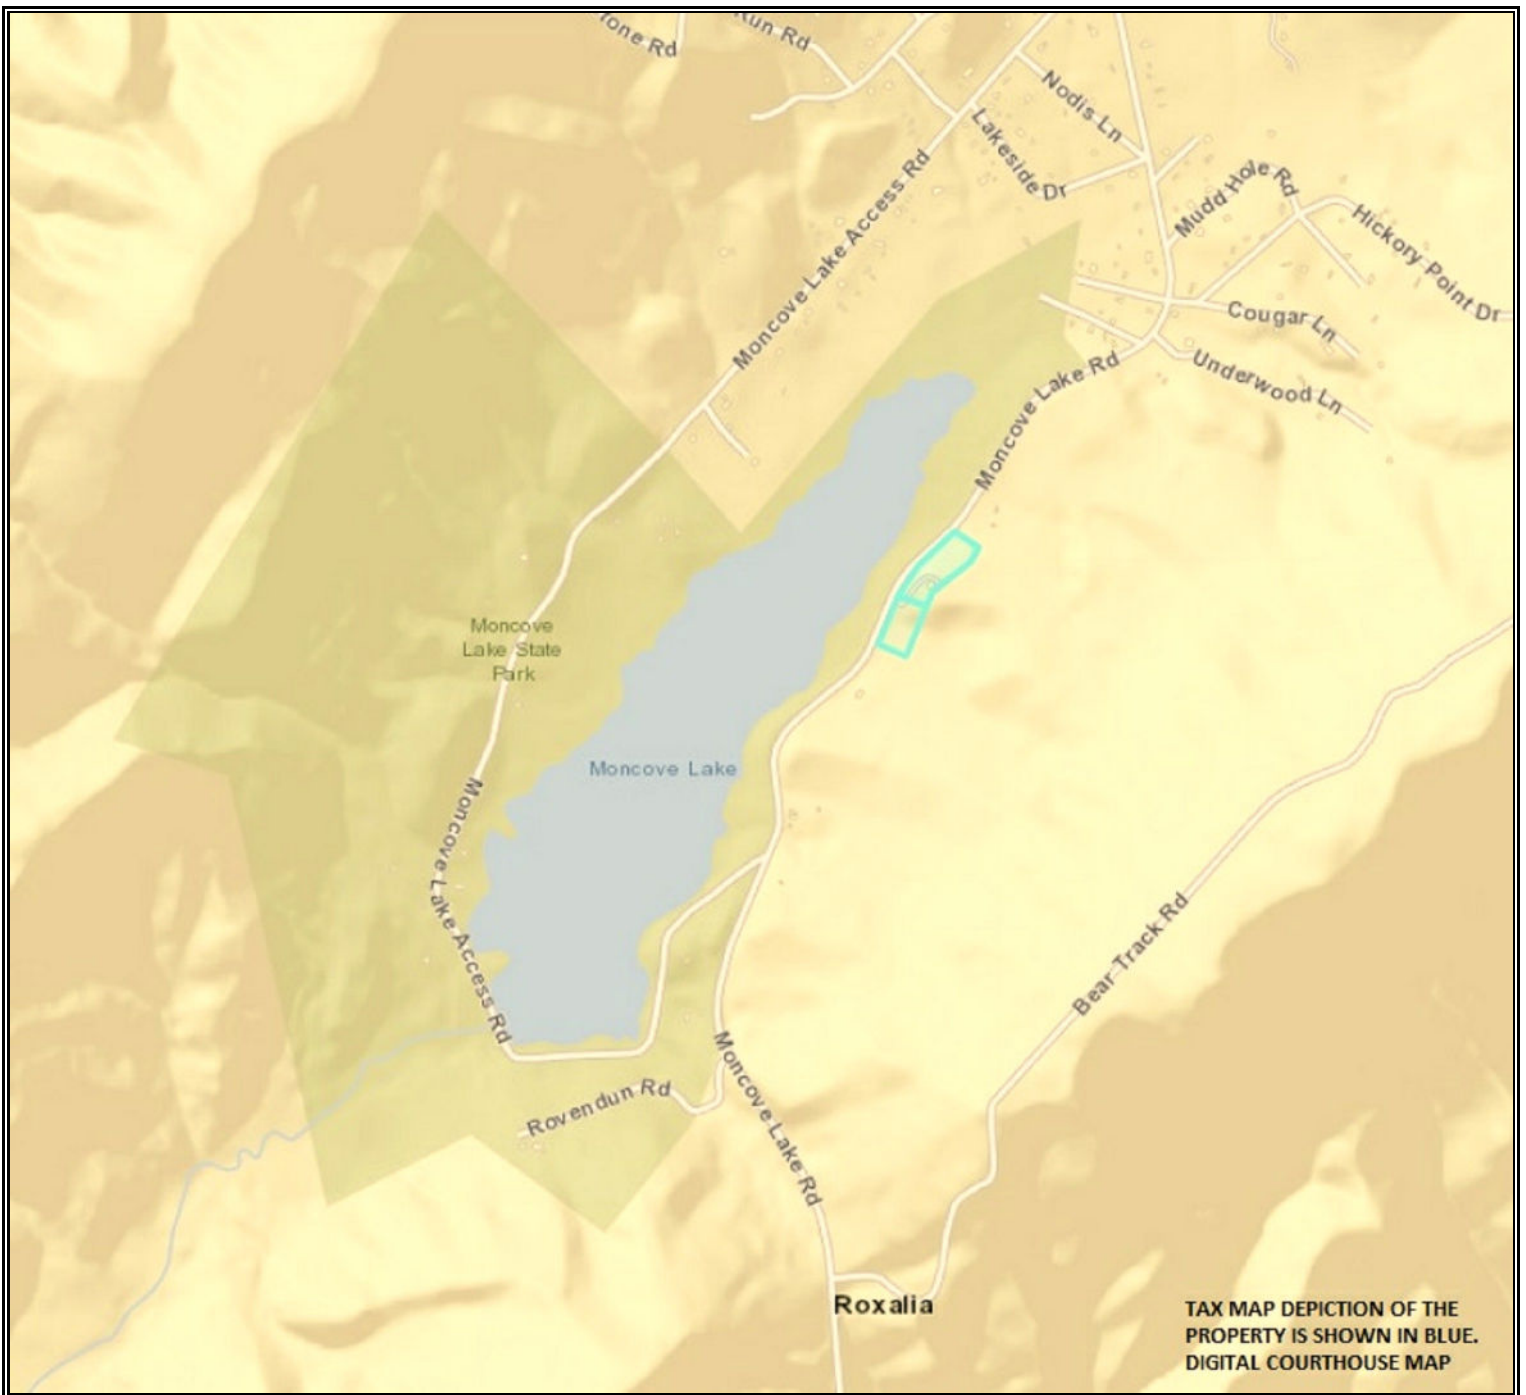 Run Rd
Nodis Ln
Lakeside Dr
Moncove Lake Access Rd
Mudd Hole Rd
Hickory Point Dr
Cougar Ln
Underwood Ln
Moncove Lake Rd
Moncove
Lake State
Park
Moncove Lake
Moncove Lake Access Rd
Bear Track Rd
Rovendun Rd
Moncove Lake Rd
Roxalia
TAX MAP DEPICTION OF THE
PROPERTY IS SHOWN IN BLUE.
DIGITAL COURTHOUSE MAP